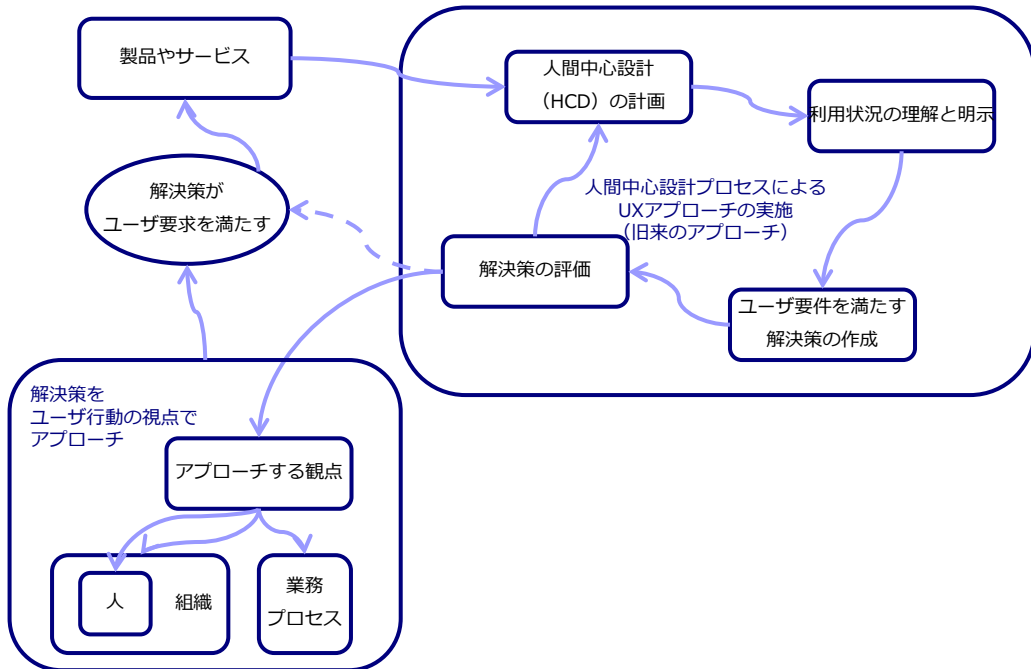 製品やサービス
人間中心設計
（HCD）の計画
利用状況の理解と明示
解決策が
ユーザ要求を満たす
人間中心設計プロセスによる
UXアプローチの実施
（旧来のアプローチ）
解決策の評価
ユーザ要件を満たす
解決策の作成
解決策を
ユーザ行動の視点で
アプローチ
アプローチする観点
人
組織
業務
プロセス